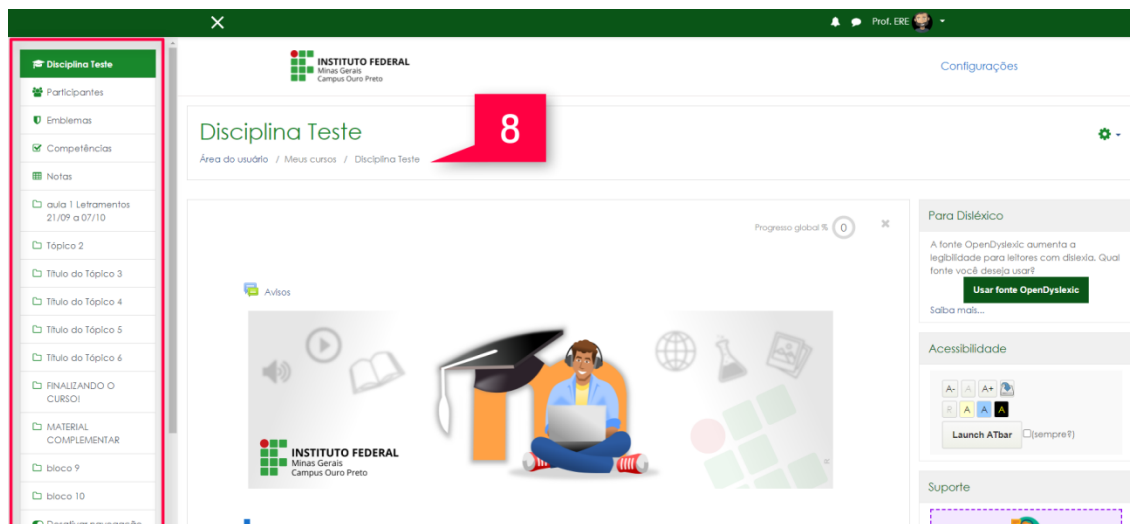 Prof. ERE
Disciplina Teste
Participantes
Emblemas
Competências
Notas
aula 1 Letramentos
21/09 a 07/10
Tópico 2
Título do Tópico 3
Título do Tópico 4
Título do Tópico 5
Título do Tópico 6
FINALIZANDO O
CURSO!
MATERIAL
COMPLEMENTAR
bloco 9
bloco 10
Desativar navegação
INSTITUTO FEDERAL
Minas Gerais
Campus Ouro Preto
Configurações
Disciplina Teste
8
Área do usuário / Meus cursos / Disciplina Teste
Progresso global % 0
Avisos
INSTITUTO FEDERAL
Minas Gerais
Campus Ouro Preto
Para Disléxico
A fonte OpenDyslexic aumenta a
legibilidade para leitores com dislexia. Qual
fonte você deseja usar?
Usar fonte OpenDyslexic
Saiba mais...
Acessibilidade
A- A A+
R A A A
Launch ATbar (sempre?)
Suporte